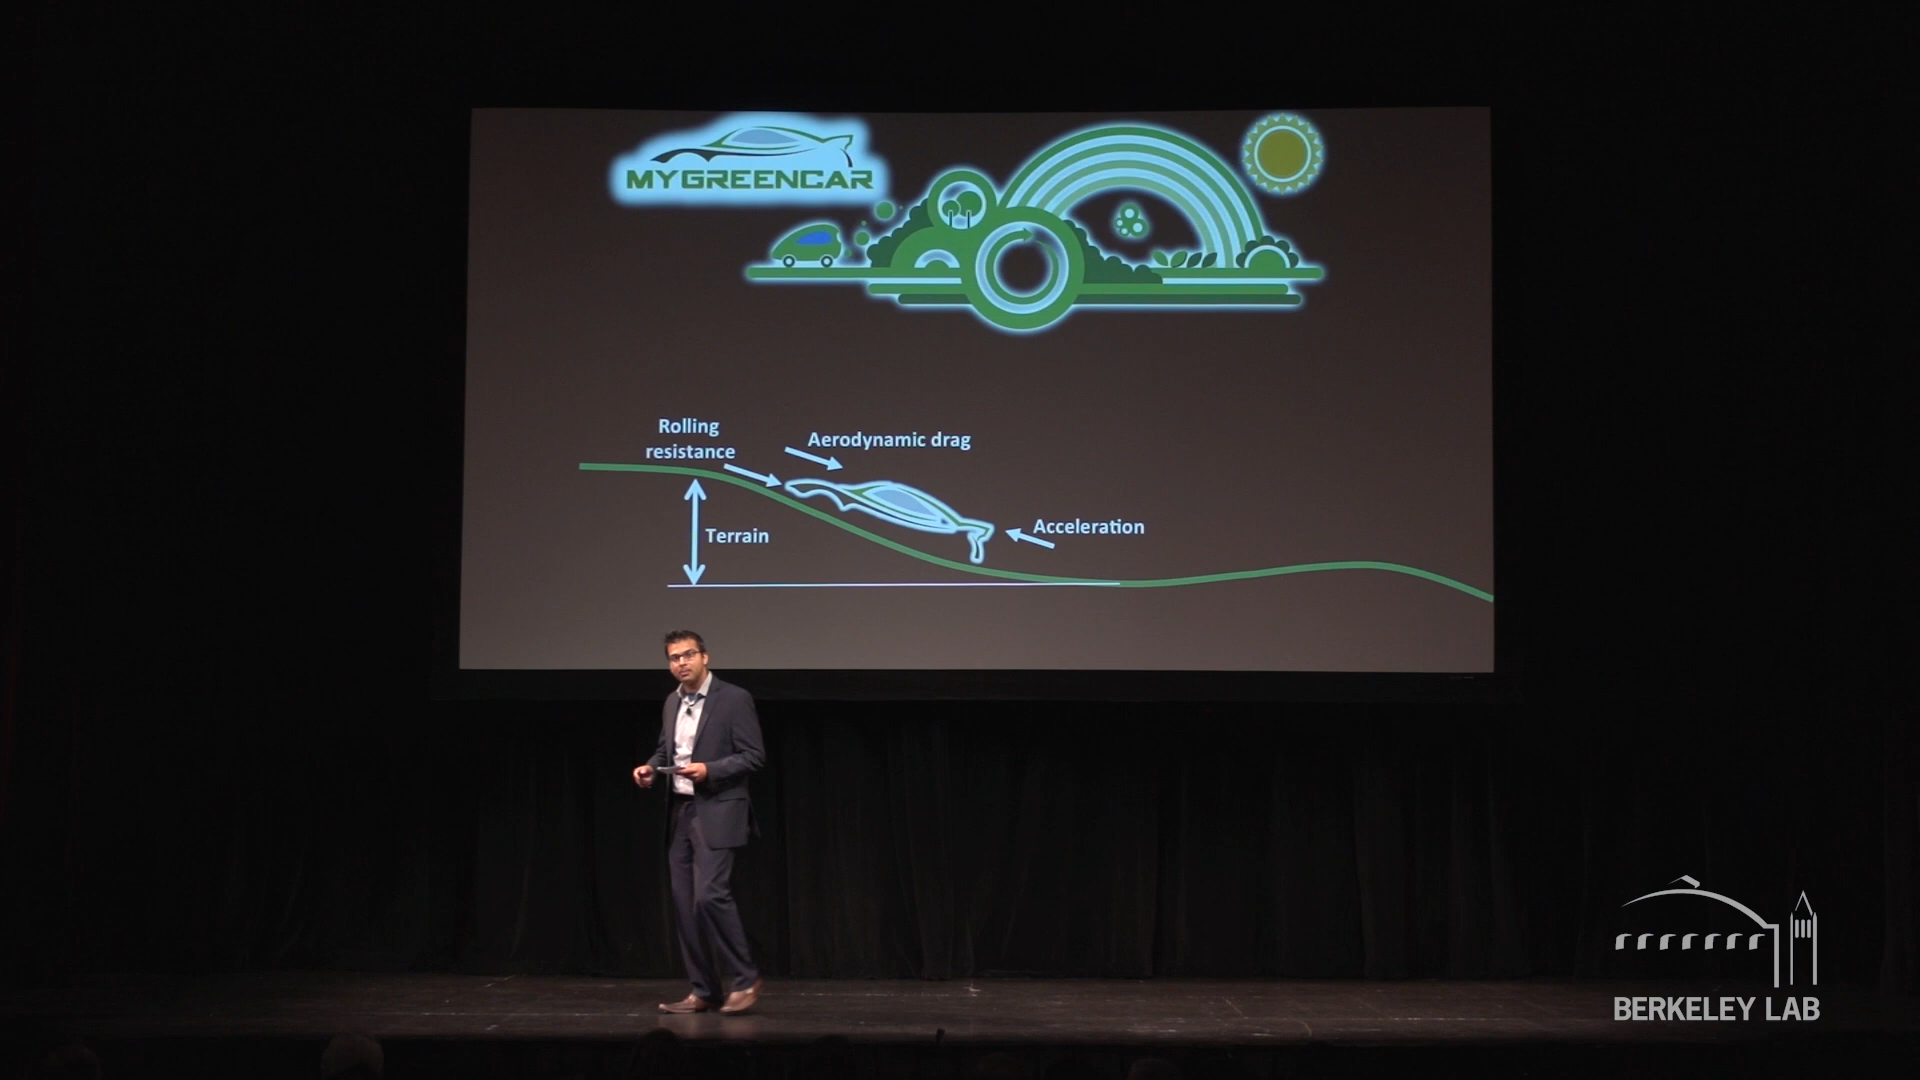 MYGREENCAR
Rolling
resistance
Aerodynamic drag
Acceleration
Terrain
BERKELEY LAB